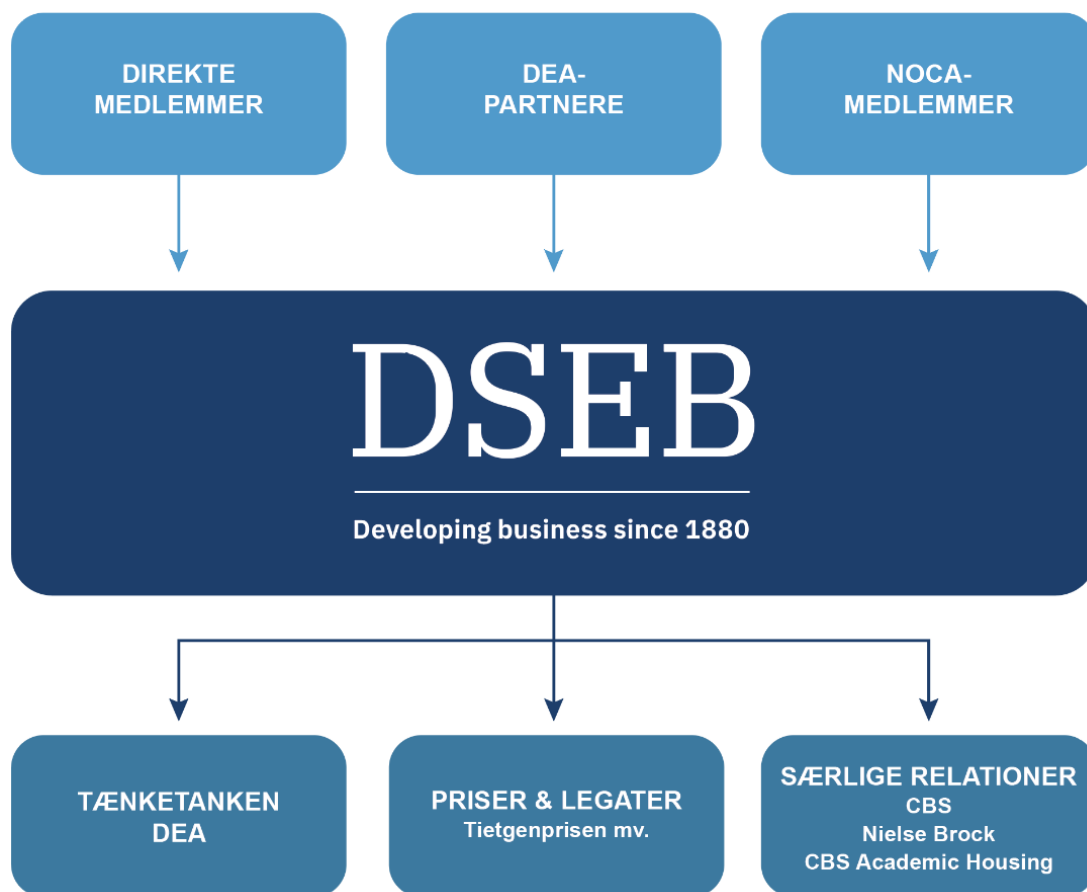 DIREKTE
MEDLEMMER
DEA-
PARTNERE
NOCA-
MEDLEMMER
DSEB
Developing business since 1880
TÆNKETANKEN
DEA
PRISER & LEGATER
Tietgenprisen mv.
SÆRLIGE RELATIONER
CBS
Nielse Brock
CBS Academic Housing